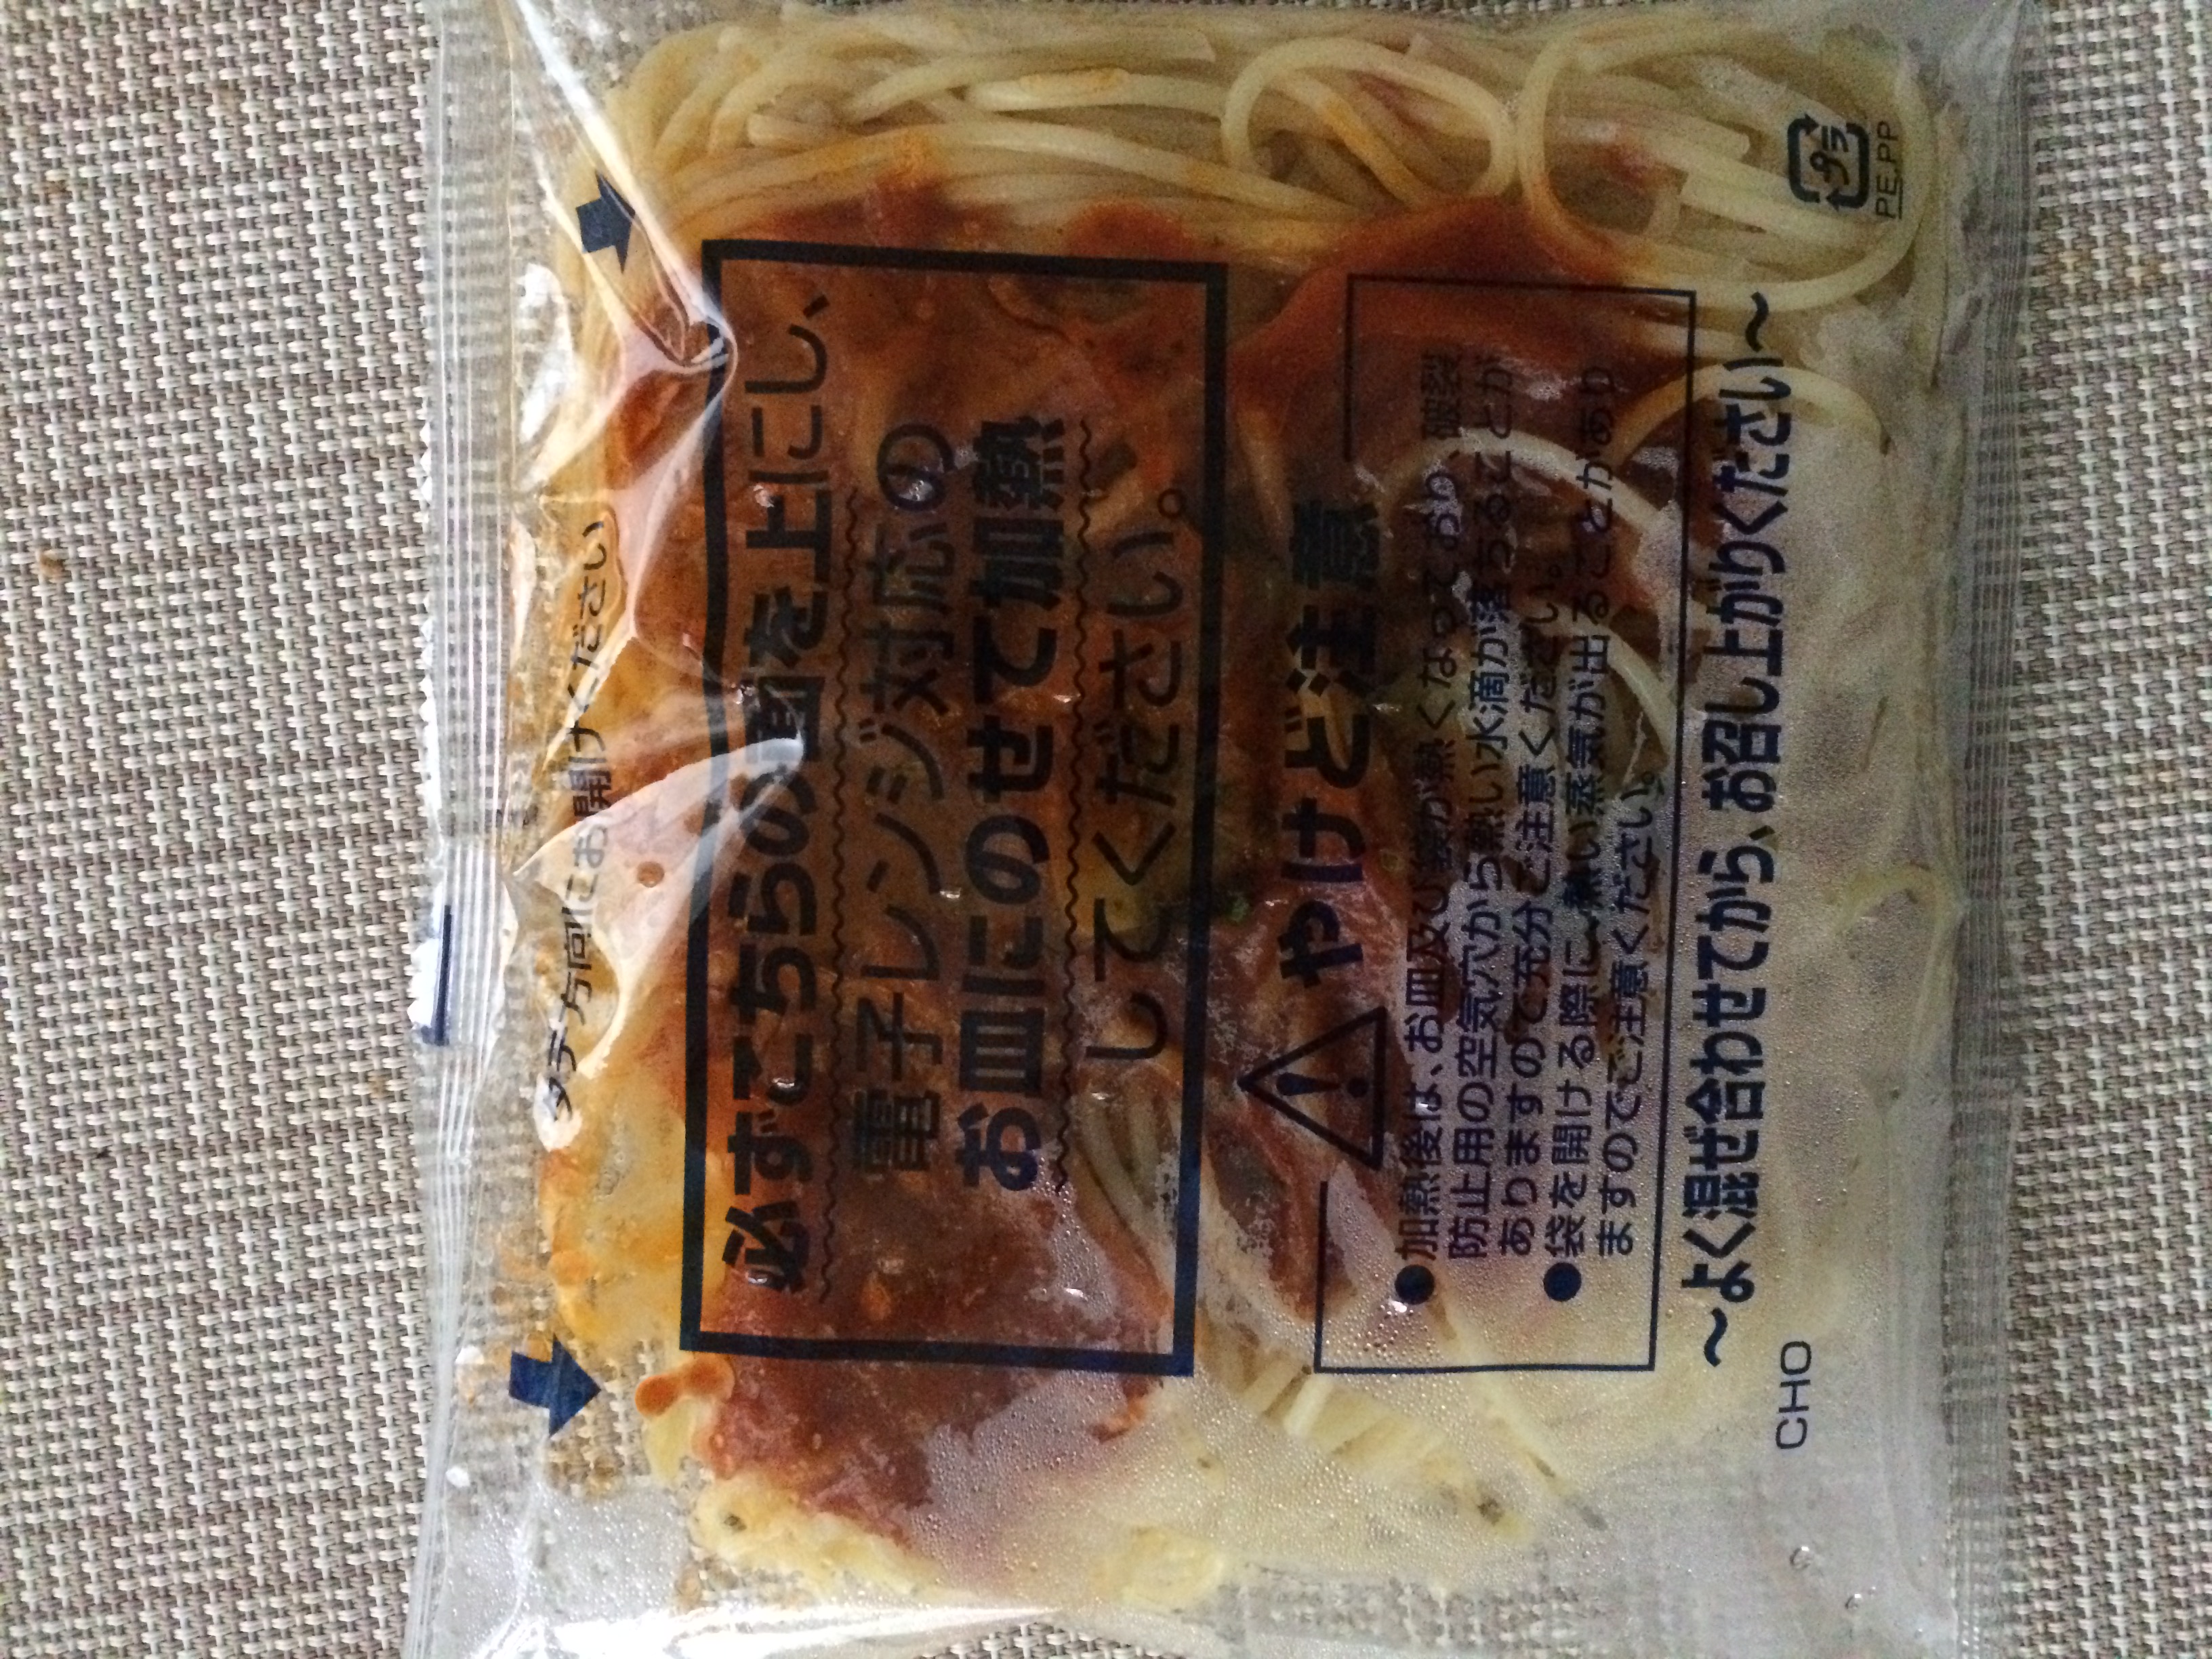 タテ方向にお開けください
必ずこちらの面を上にし、
電子レンジ対応の
お皿にのせて加熱
してください。
やけど注意
●加熱後は、お皿及び袋が熱くなっており、破裂
防止用の空気穴から熱い水滴が落ちることが
ありますので充分ご注意ください。
●袋を開ける際に、熱い蒸気が出ることがあり
ますのでご注意ください。
～よく混ぜ合わせてから、お召し上がりください～
CHO
プラ
PE,PP